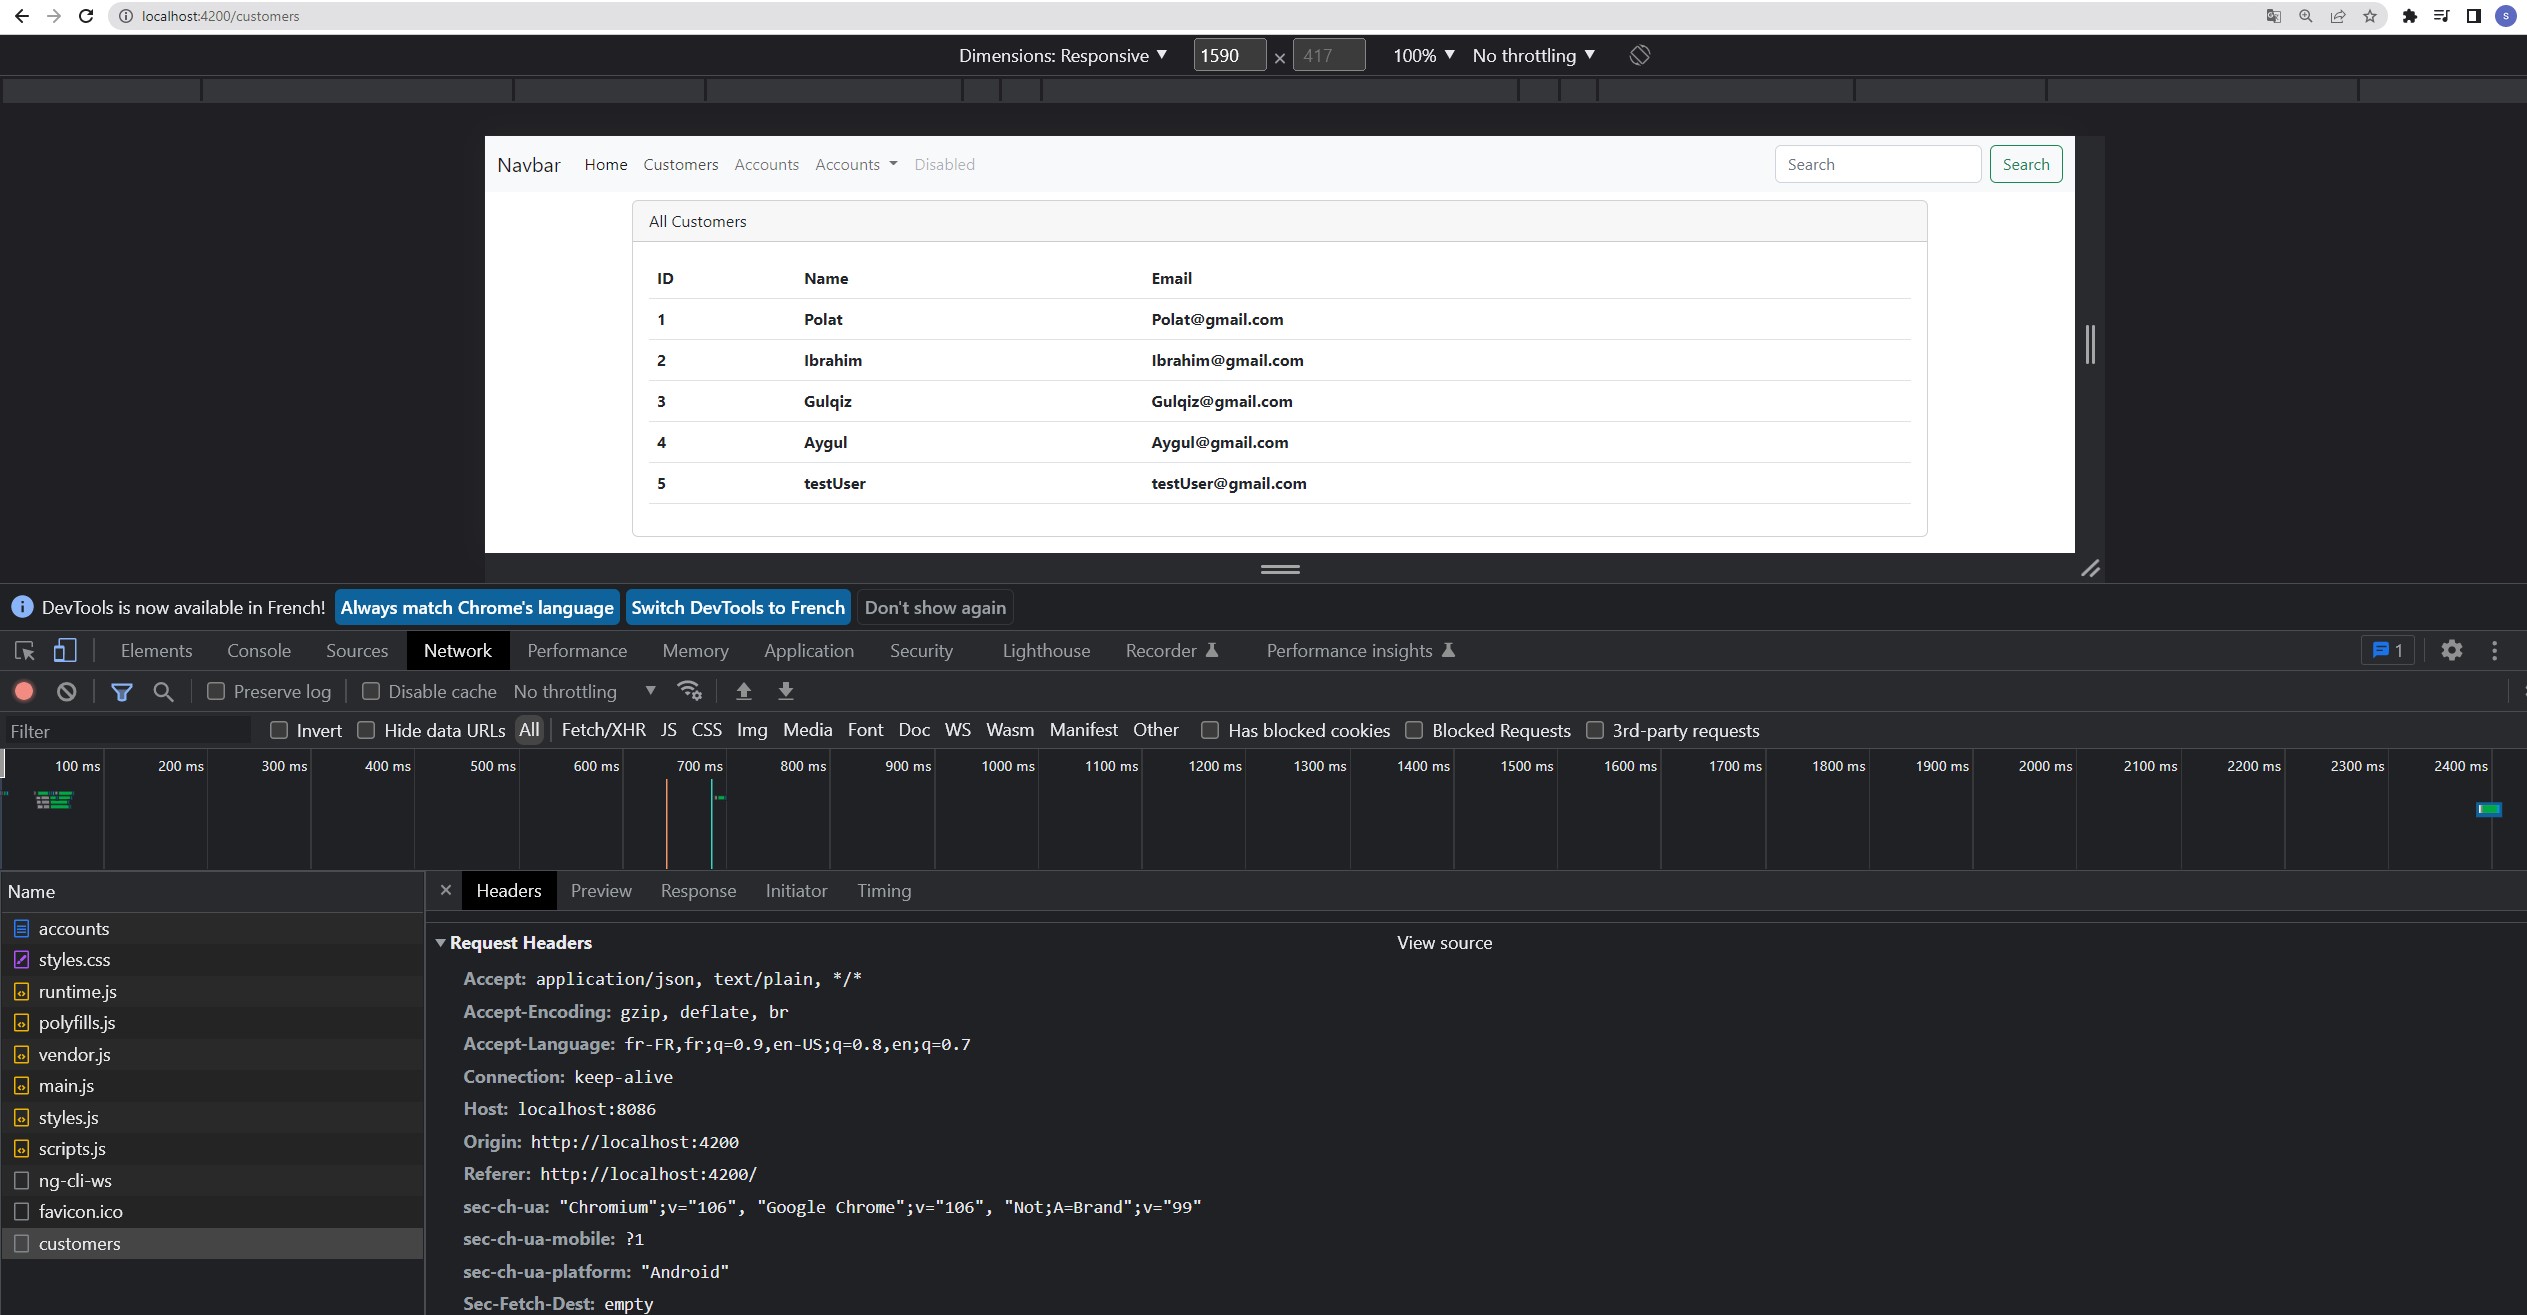 localhost:4200/customers
S
Dimensions: Responsive ▼ 1590 × 417 100% ▼ No throttling ▼
Navbar Home Customers Accounts Accounts Disabled Search Search
All Customers
ID Name Email
1 Polat Polat@gmail.com
2 Ibrahim Ibrahim@gmail.com
3 Gulqiz Gulqiz@gmail.com
4 Aygul Aygul@gmail.com
5 testUser testUser@gmail.com
DevTools is now available in French! Always match Chrome's language Switch DevTools to French Don't show again
Elements Console Sources Network Performance Memory Application Security Lighthouse Recorder Performance insights 1
Preserve log Disable cache No throttling ▼
Filter Invert Hide data URLs All Fetch/XHR JS CSS Img Media Font Doc WS Wasm Manifest Other Has blocked cookies Blocked Requests 3rd-party requests
100 ms 200 ms 300 ms 400 ms 500 ms 600 ms 700 ms 800 ms 900 ms 1000 ms 1100 ms 1200 ms 1300 ms 1400 ms 1500 ms 1600 ms 1700 ms 1800 ms 1900 ms 2000 ms 2100 ms 2200 ms 2300 ms 2400 ms
Name
accounts
styles.css
runtime.js
polyfills.js
vendor.js
main.js
styles.js
scripts.js
ng-cli-ws
favicon.ico
customers
× Headers Preview Response Initiator Timing
▼ Request Headers View source
Accept: application/json, text/plain, */*
Accept-Encoding: gzip, deflate, br
Accept-Language: fr-FR,fr;q=0.9,en-US;q=0.8,en;q=0.7
Connection: keep-alive
Host: localhost:8086
Origin: http://localhost:4200
Referer: http://localhost:4200/
sec-ch-ua: "Chromium";v="106", "Google Chrome";v="106", "Not;A=Brand";v="99"
sec-ch-ua-mobile: ?1
sec-ch-ua-platform: "Android"
Sec-Fetch-Dest: empty